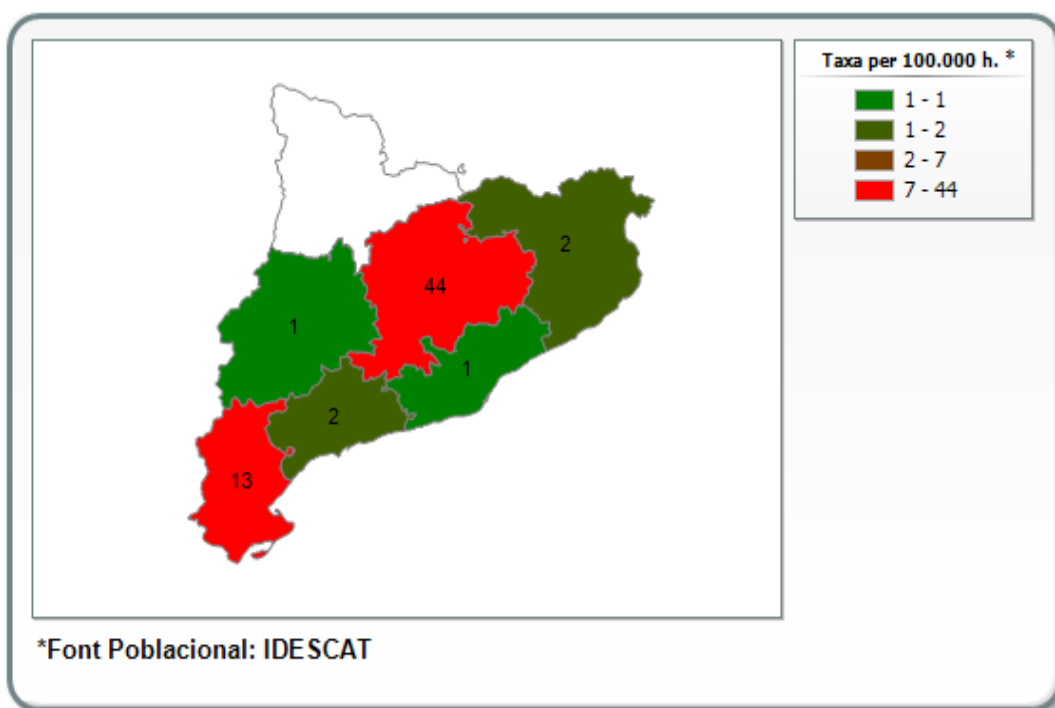 Taxa per 100.000 h. *
1 - 1
1 - 2
2 - 7
7 - 44
2
44
1
1
2
13
*Font Poblacional: IDESCAT